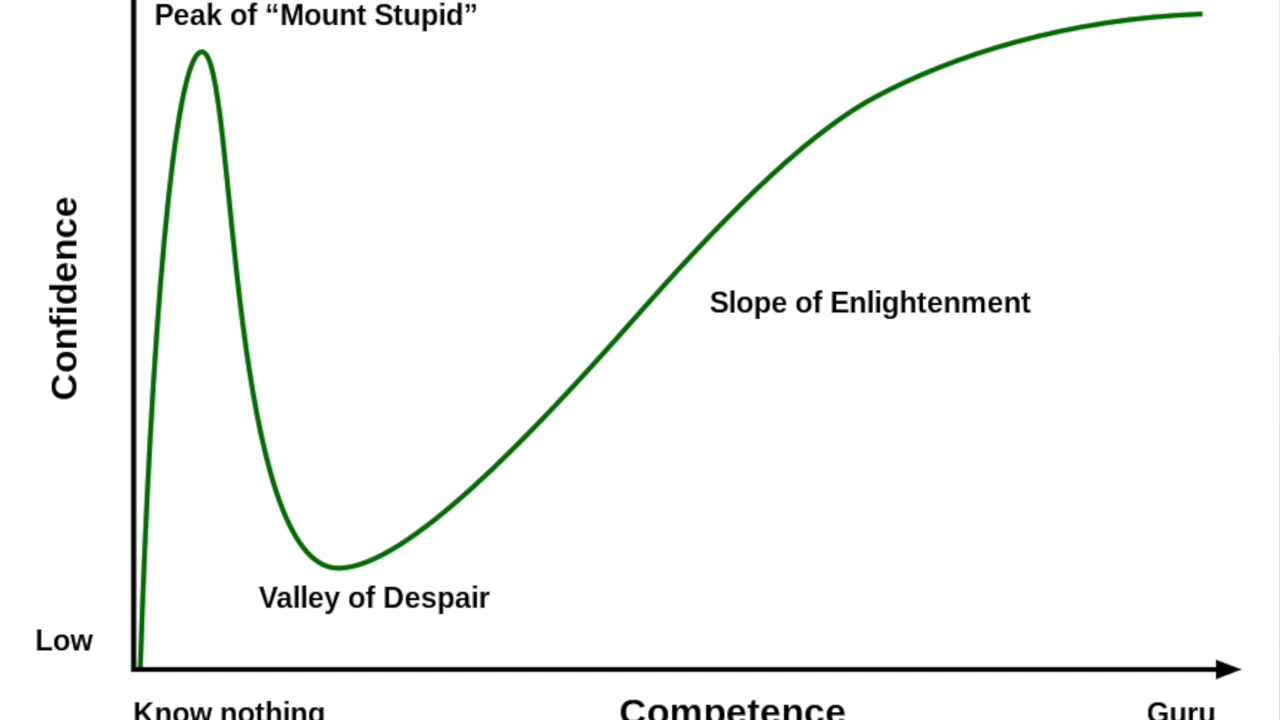 Peak of “Mount Stupid”
Confidence
Slope of Enlightenment
Valley of Despair
Low
Know nothing
Competence
Guru